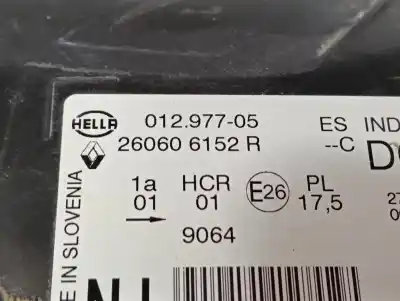 HELLA 012.977-05 ES IND
26060 6152 R --C
1a HCR E26 PL
01 01 17,5
9064
E IN SLOVENIA